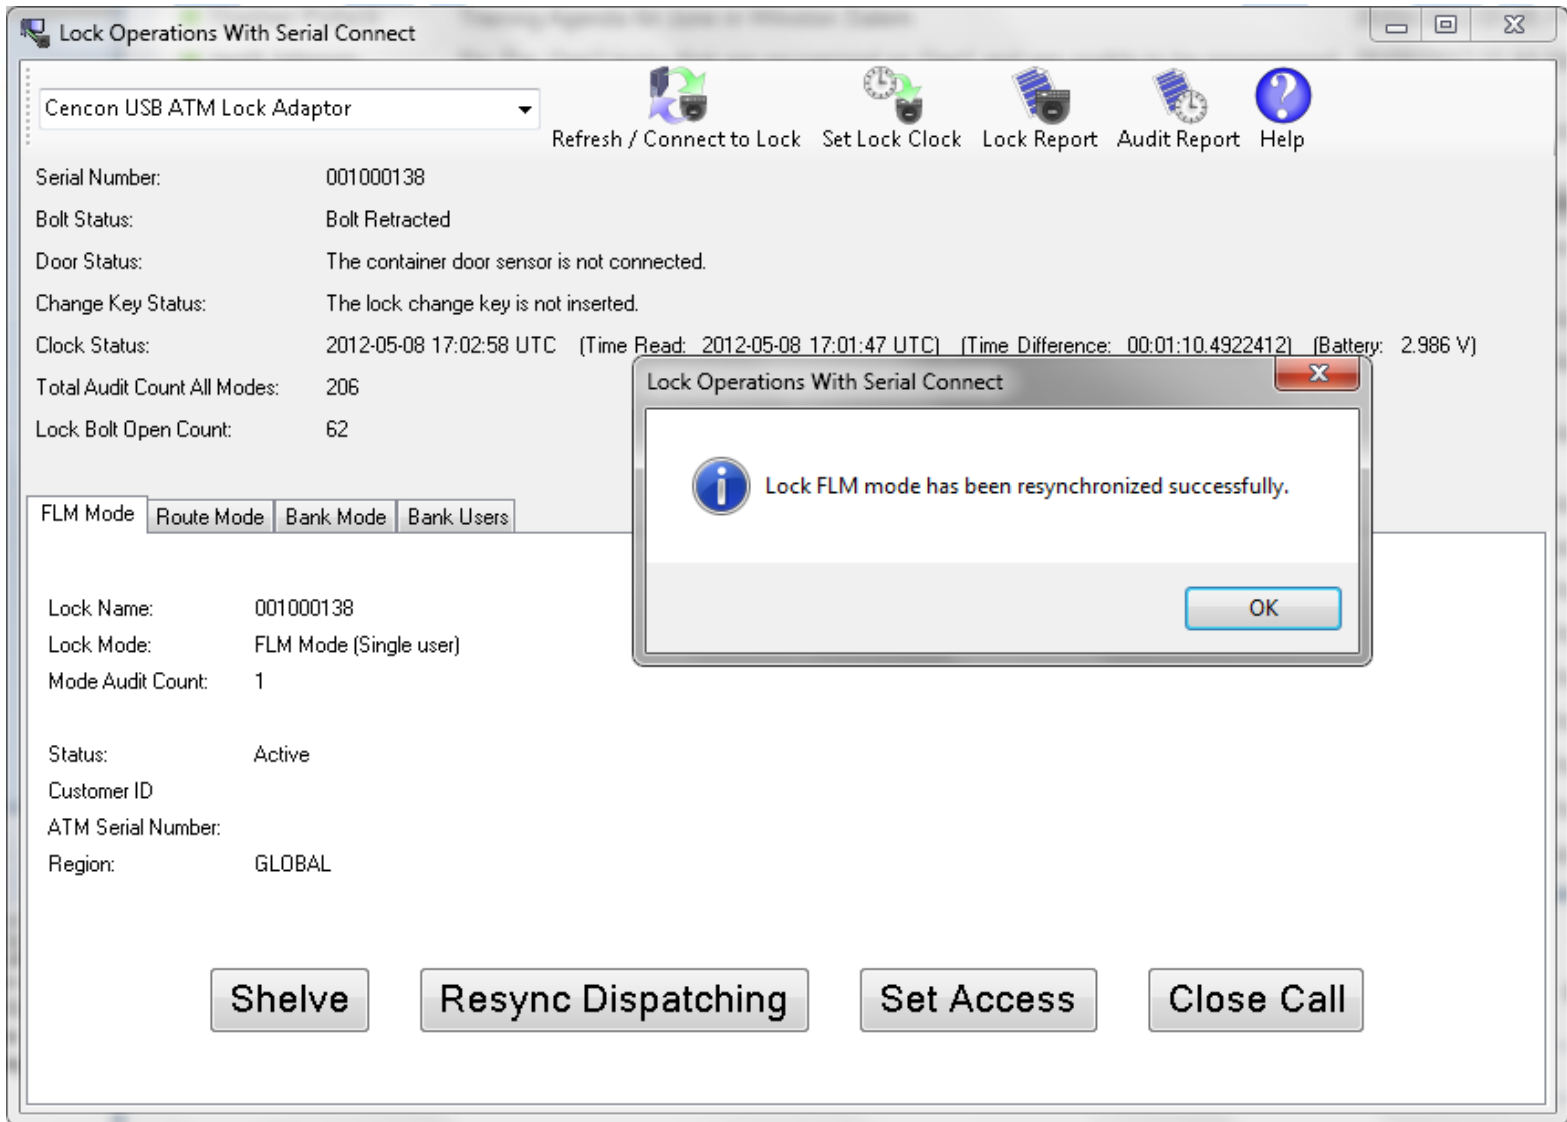 Lock Operations With Serial Connect
Cencon USB ATM Lock Adaptor
Refresh / Connect to Lock Set Lock Clock Lock Report Audit Report Help
Serial Number: 001000138
Bolt Status: Bolt Retracted
Door Status: The container door sensor is not connected.
Change Key Status: The lock change key is not inserted.
Clock Status: 2012-05-08 17:02:58 UTC (Time Read: 2012-05-08 17:01:47 UTC) (Time Difference: 00:01:10.4922412) (Battery: 2.986 V)
Total Audit Count All Modes: 206
Lock Bolt Open Count: 62
Lock Operations With Serial Connect
Lock FLM mode has been resynchronized successfully.
OK
FLM Mode Route Mode Bank Mode Bank Users
Lock Name: 001000138
Lock Mode: FLM Mode (Single user)
Mode Audit Count: 1
Status: Active
Customer ID
ATM Serial Number:
Region: GLOBAL
Shelve Resync Dispatching Set Access Close Call